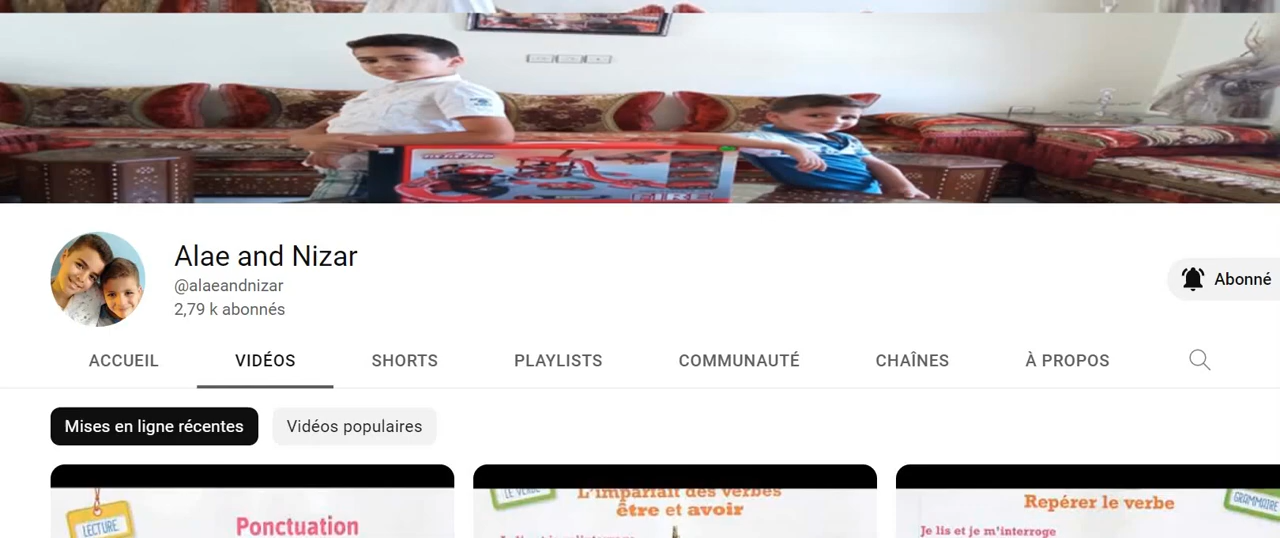 FIRE
Alae and Nizar
@alaeandnizar
2,79 k abonnés
Abonné
ACCUEIL
VIDÉOS
SHORTS
PLAYLISTS
COMMUNAUTÉ
CHAÎNES
À PROPOS
Mises en ligne récentes
Vidéos populaires
LECTURE
Ponctuation
LE VERBE
L'imparfait des verbes
être et avoir
GRAMMAIRE
Repérer le verbe
Je lis et je m'interroge